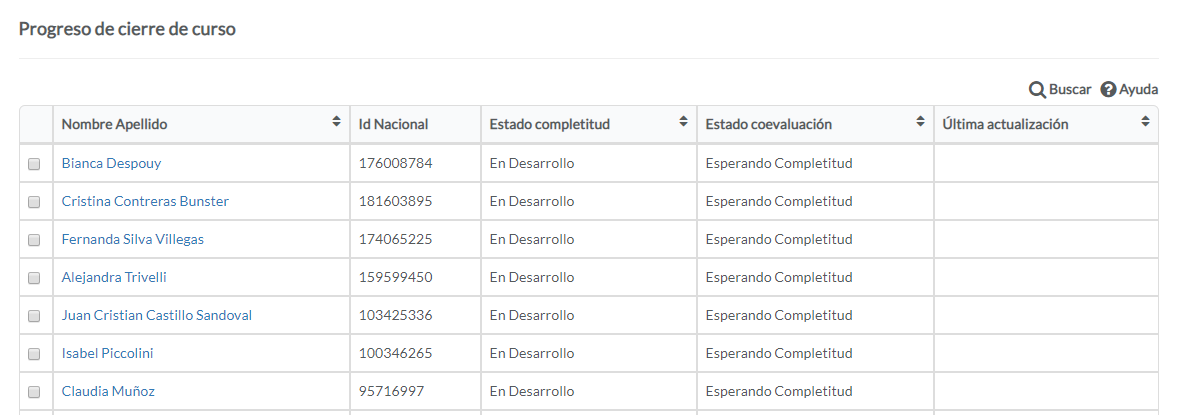 Progreso de cierre de curso
Buscar Ayuda
Nombre Apellido Id Nacional Estado completitud Estado coevaluación Última actualización
Bianca Despouy 176008784 En Desarrollo Esperando Completitud
Cristina Contreras Bunster 181603895 En Desarrollo Esperando Completitud
Fernanda Silva Villegas 174065225 En Desarrollo Esperando Completitud
Alejandra Trivelli 159599450 En Desarrollo Esperando Completitud
Juan Cristian Castillo Sandoval 103425336 En Desarrollo Esperando Completitud
Isabel Piccolini 100346265 En Desarrollo Esperando Completitud
Claudia Muñoz 95716997 En Desarrollo Esperando Completitud